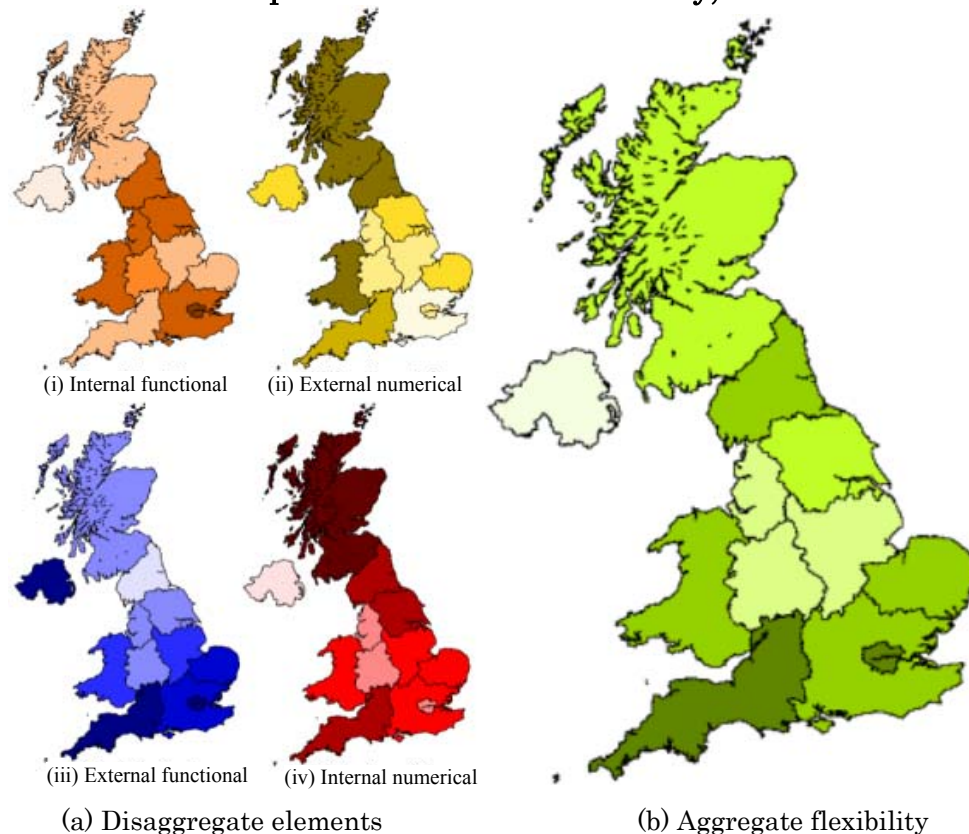 (i) Internal functional
(ii) External numerical
(iii) External functional
(iv) Internal numerical
(a) Disaggregate elements
(b) Aggregate flexibility